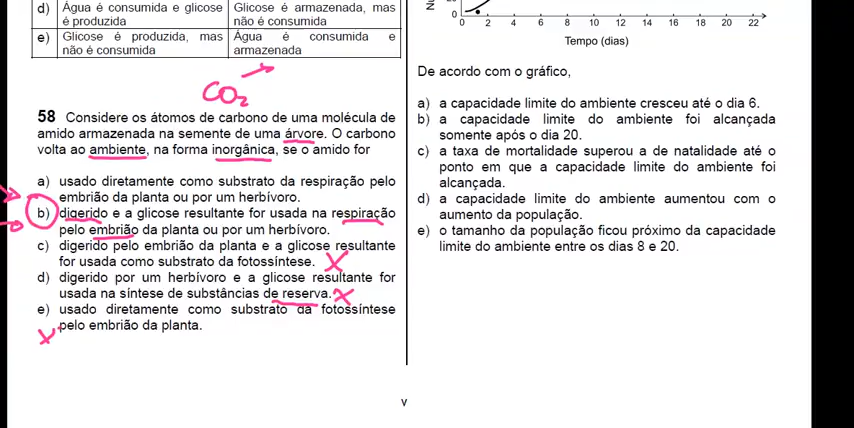 d) Água é consumida e glicose
é produzida
Glicose é armazenada, mas
não é consumida
e) Glicose é produzida, mas
não é consumida
Água é consumida e
armazenada
CO2
58 Considere os átomos de carbono de uma molécula de
amido armazenada na semente de uma árvore. O carbono
volta ao ambiente, na forma inorgânica, se o amido for
a) usado diretamente como substrato da respiração pelo
embrião da planta ou por um herbívoro.
b) digerido e a glicose resultante for usada na respiração
pelo embrião da planta ou por um herbívoro.
c) digerido pelo embrião da planta e a glicose resultante
for usada como substrato da fotossíntese.
d) digerido por um herbívoro e a glicose resultante for
usada na síntese de substâncias de reserva.
e) usado diretamente como substrato da fotossíntese
pelo embrião da planta.
0
0 2 4 6 8 10 12 14 16 18 20 22
Tempo (dias)
De acordo com o gráfico,
a) a capacidade limite do ambiente cresceu até o dia 6.
b) a capacidade limite do ambiente foi alcançada
somente após o dia 20.
c) a taxa de mortalidade superou a de natalidade até o
ponto em que a capacidade limite do ambiente foi
alcançada.
d) a capacidade limite do ambiente aumentou com o
aumento da população.
e) o tamanho da população ficou próximo da capacidade
limite do ambiente entre os dias 8 e 20.
v